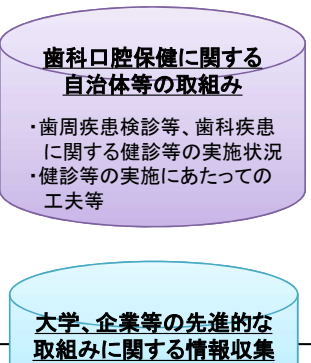 歯科口腔保健に関する
自治体等の取組み
・歯周疾患検診等、歯科疾患
に関する健診等の実施状況
・健診等の実施にあたっての
工夫等
大学、企業等の先進的な
取組みに関する情報収集